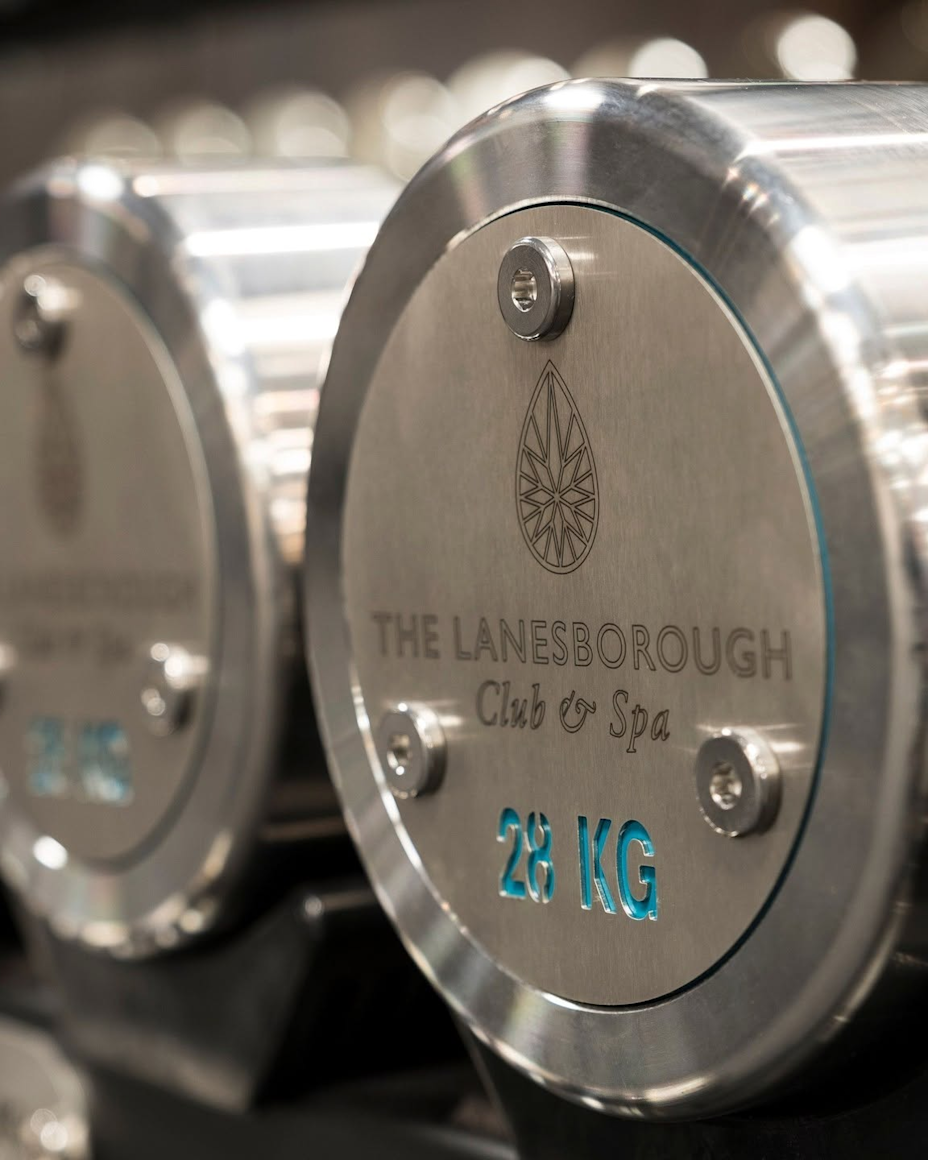 THE LANESBOROUGH
Club & Spa
28 KG